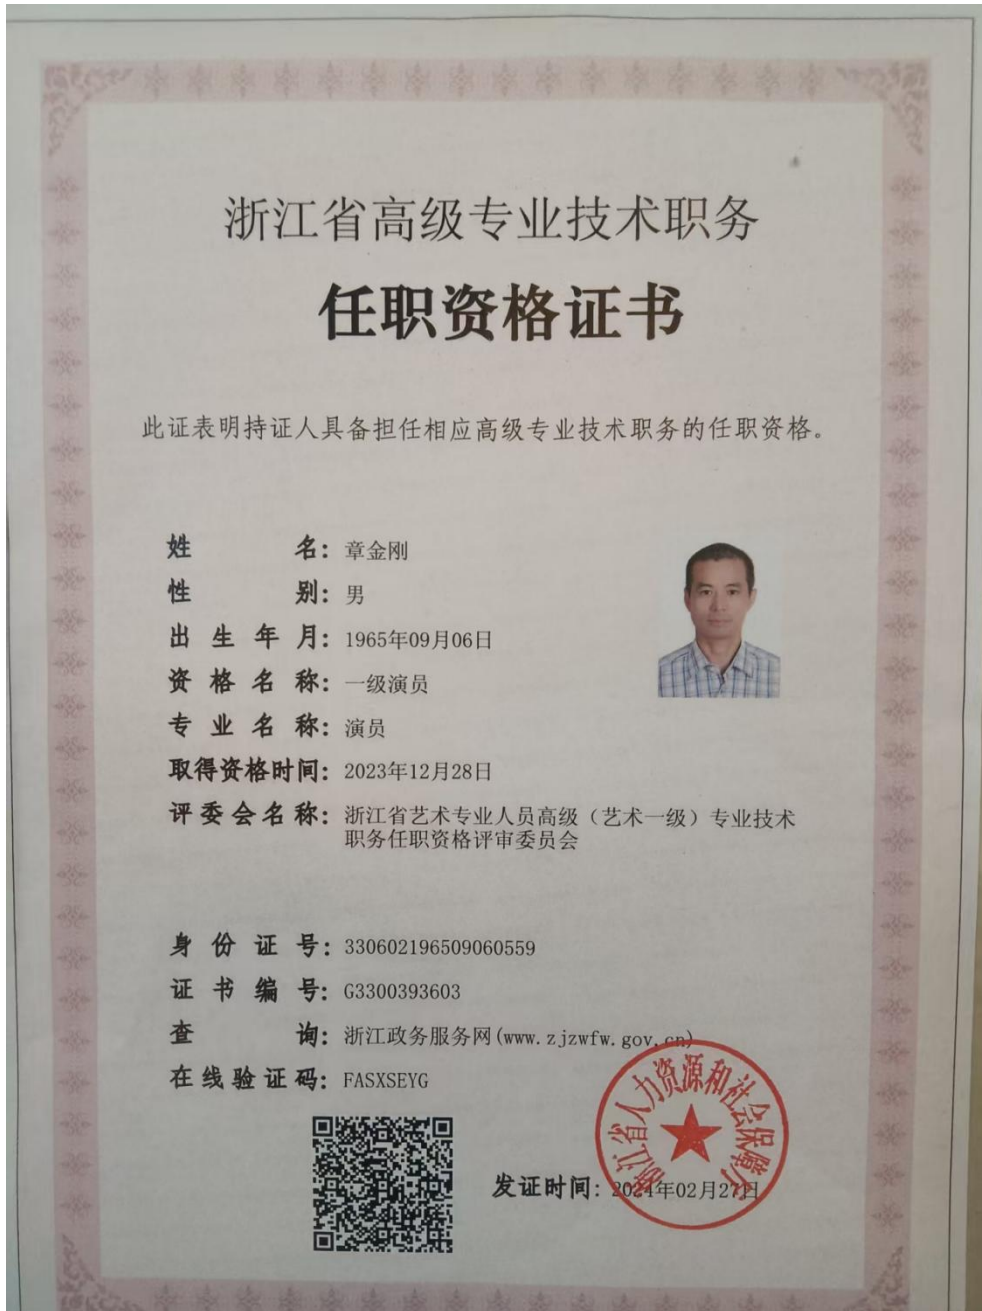 浙江省高级专业技术职务
任职资格证书
此证表明持证人具备担任相应高级专业技术职务的任职资格。
姓名：章金刚
性别：男
出生年月：1965年09月06日
资格名称：一级演员
专业名称：演员
取得资格时间：2023年12月28日
评委会名称：浙江省艺术专业人员高级（艺术一级）专业技术
职务任职资格评审委员会
身份证号：330602196509060559
证书编号：G3300393603
查询：浙江政务服务网(www.zjzwfw.gov.cn)
在线验证码：FASXSEYG
浙江省人力资源和社会保障厅
发证时间：2024年02月27日